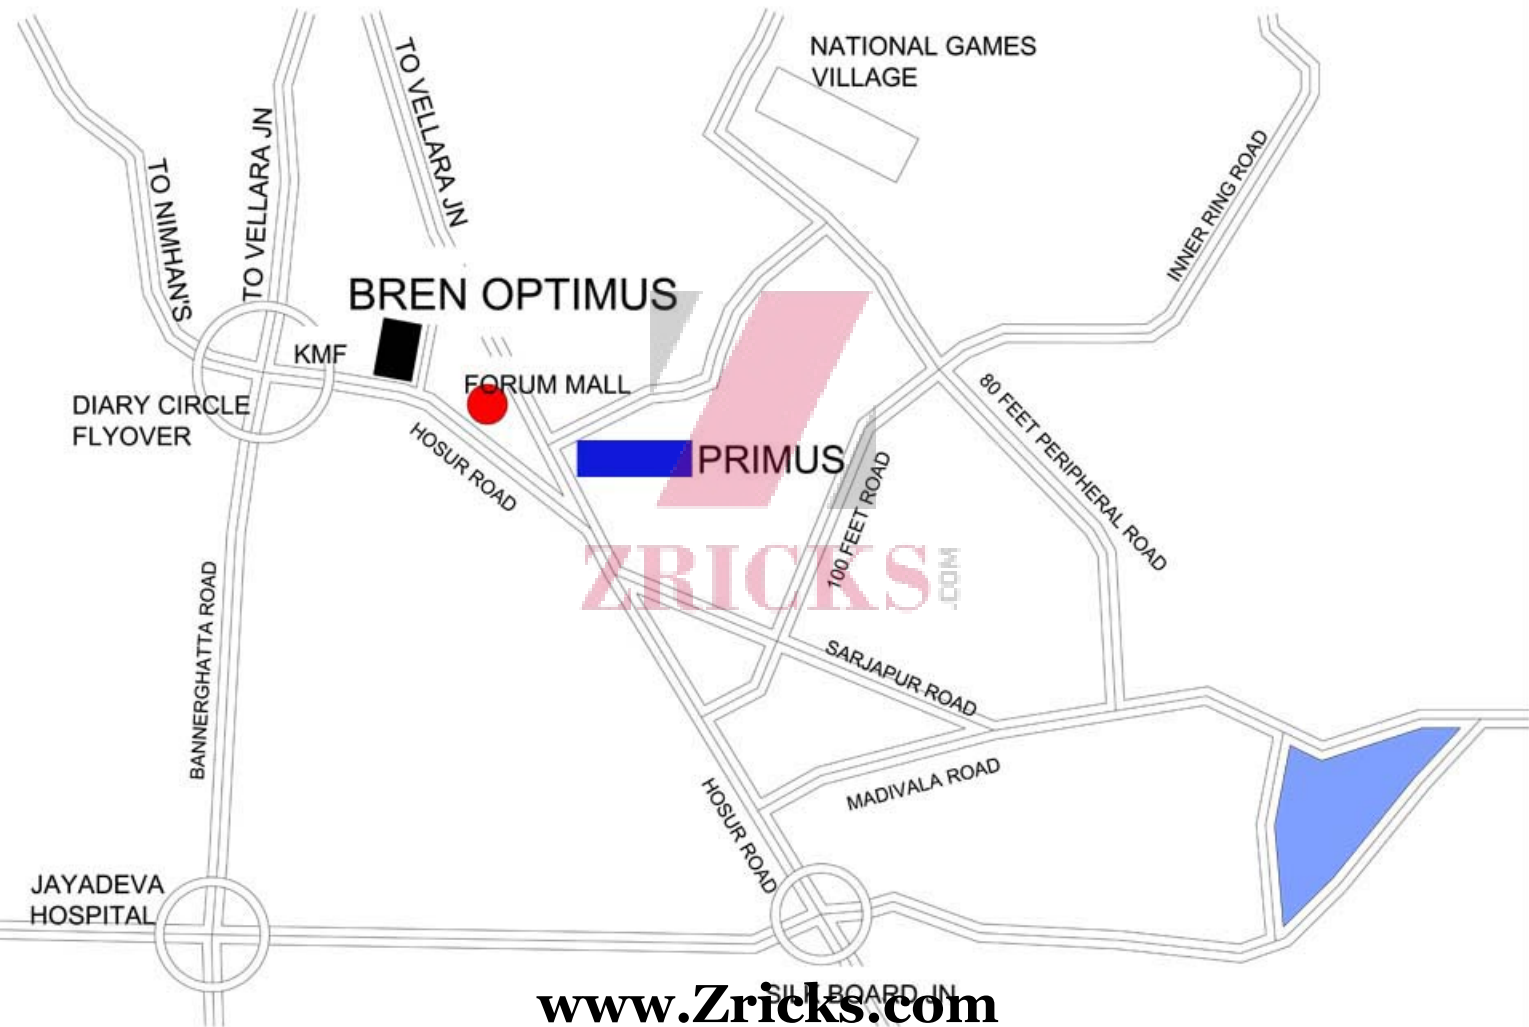 NATIONAL GAMES
VILLAGE
TO VELLARA JN
TO VELLARA JN
TO NIMHAN'S
INNER RING ROAD
BREN OPTIMUS
KMF
FORUM MALL
DIARY CIRCLE
FLYOVER
HOSUR ROAD
PRIMUS
80 FEET PERIPHERAL ROAD
100 FEET ROAD
ZRICKS
.COM
BANNERGHATTA ROAD
SARJAPUR ROAD
MADIVALA ROAD
HOSUR ROAD
JAYADEVA
HOSPITAL
SILK BOARD JN
www.Zricks.com